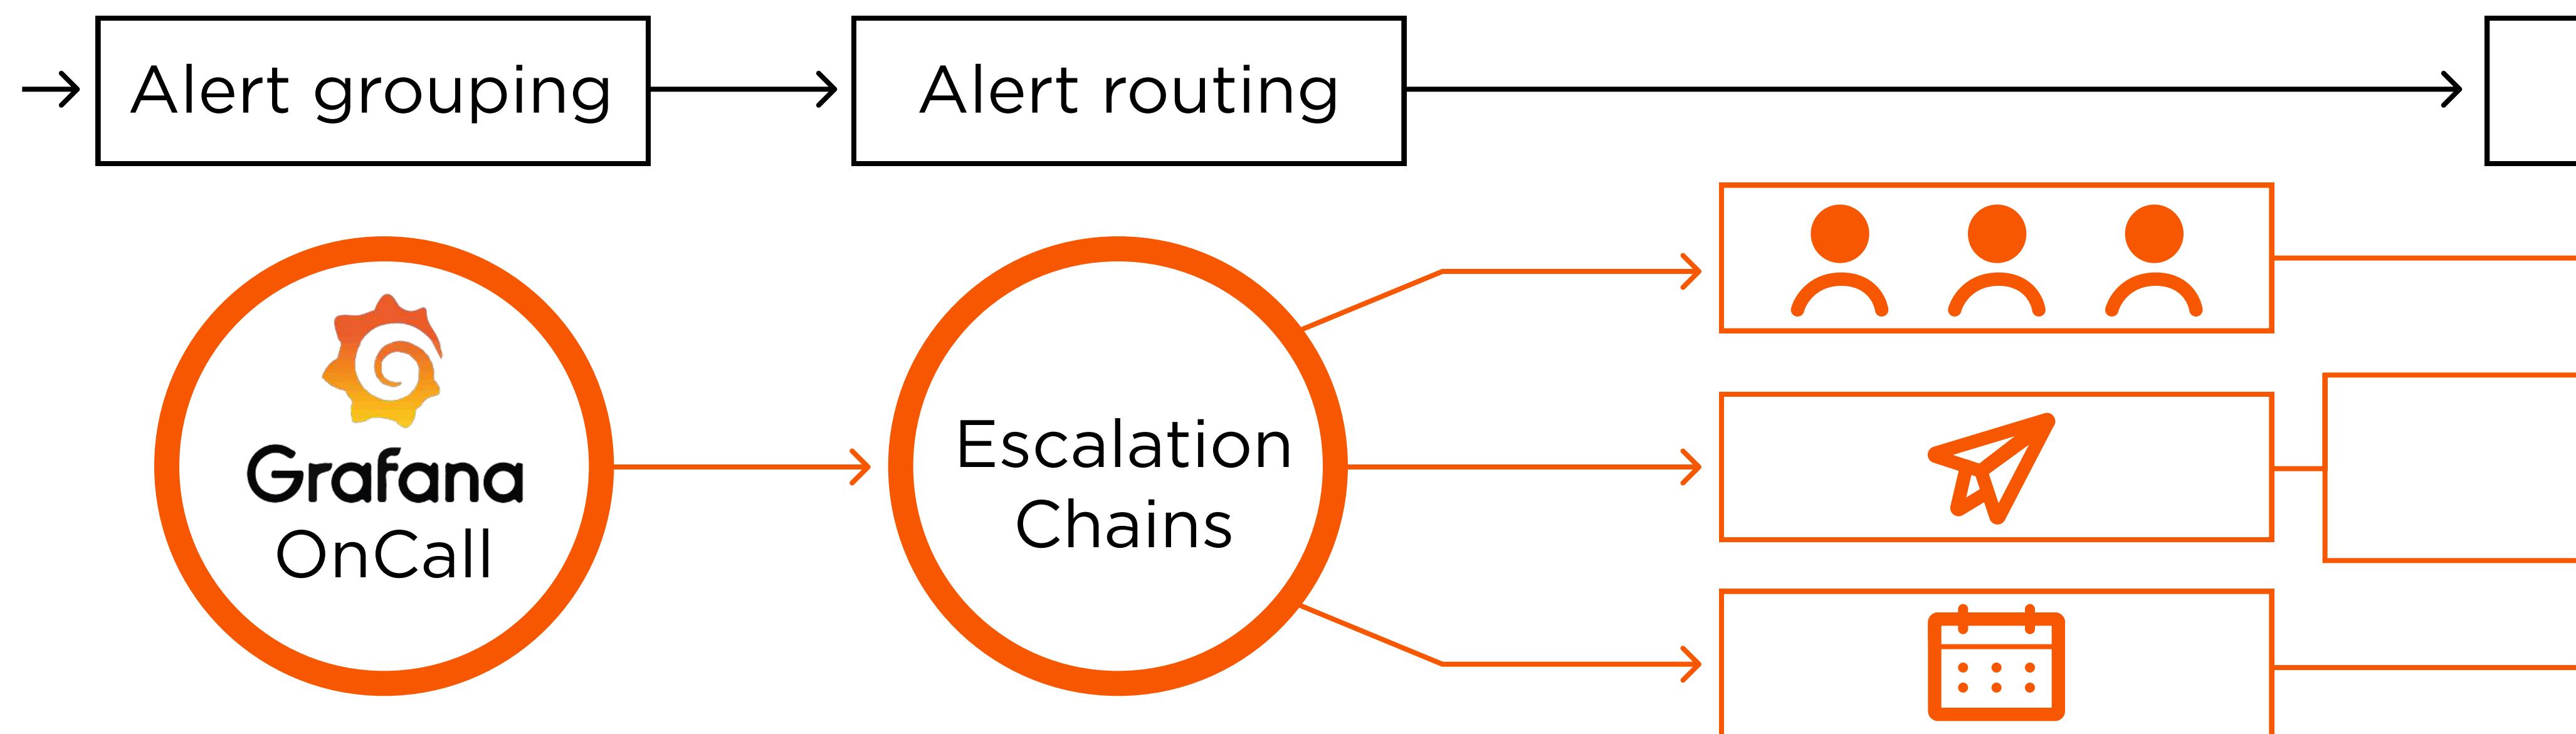 Alert grouping
Alert routing
Grafana
OnCall
Escalation
Chains